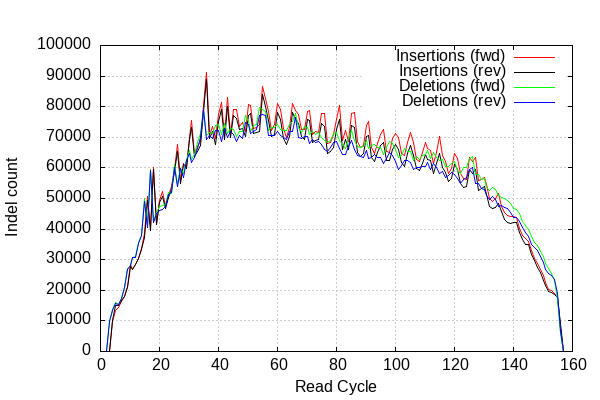 100000
90000
80000
70000
60000
50000
40000
30000
20000
10000
0
Indel count
Insertions (fwd)
Insertions (rev)
Deletions (fwd)
Deletions (rev)
0 20 40 60 80 100 120 140 160
Read Cycle